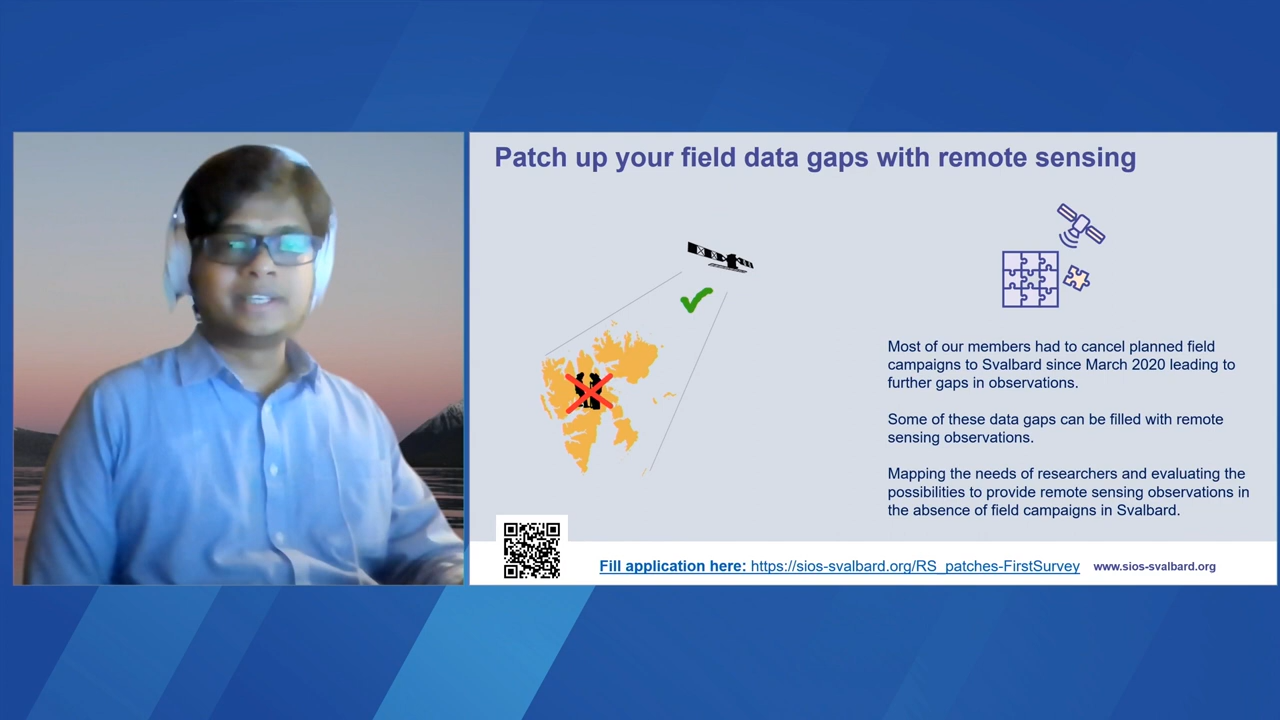 Patch up your field data gaps with remote sensing
Most of our members had to cancel planned field
campaigns to Svalbard since March 2020 leading to
further gaps in observations.
Some of these data gaps can be filled with remote
sensing observations.
Mapping the needs of researchers and evaluating the
possibilities to provide remote sensing observations in
the absence of field campaigns in Svalbard.
Fill application here: https://sios-svalbard.org/RS_patches-FirstSurvey
www.sios-svalbard.org